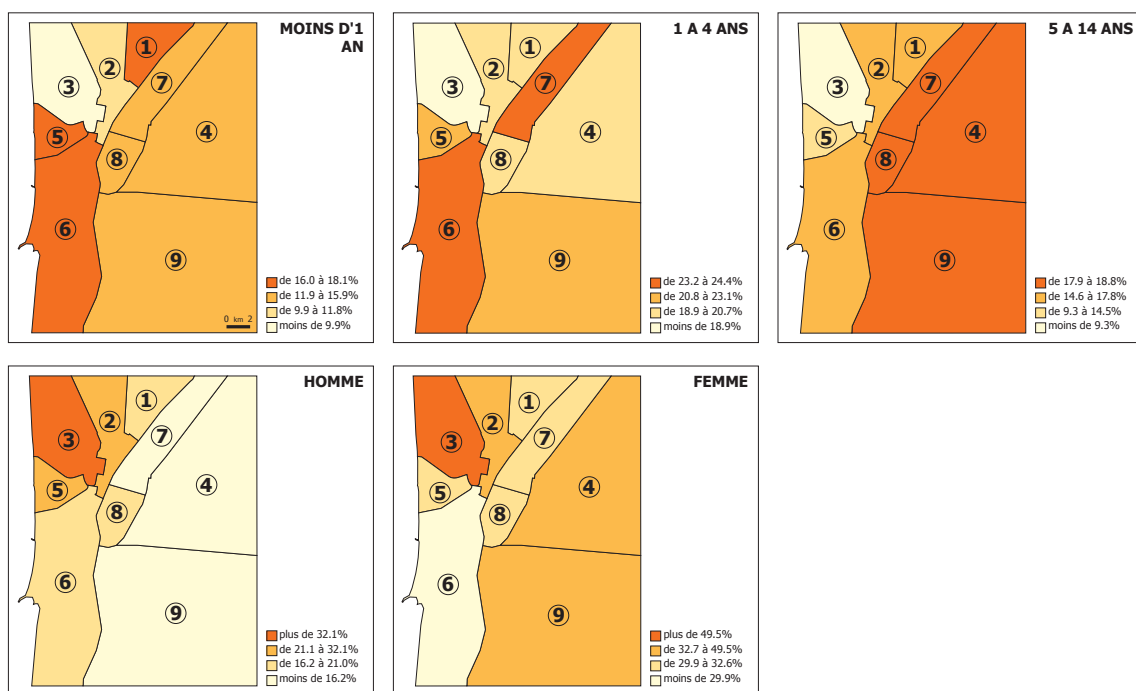 MOINS D'1
AN
1
2
3
7
4
5
8
6
9
de 16.0 à 18.1%
de 11.9 à 15.9%
de 9.9 à 11.8%
moins de 9.9%
0 km 2
1 A 4 ANS
1
2
3
7
4
5
8
6
9
de 23.2 à 24.4%
de 20.8 à 23.1%
de 18.9 à 20.7%
moins de 18.9%
5 A 14 ANS
1
2
3
7
4
5
8
6
9
de 17.9 à 18.8%
de 14.6 à 17.8%
de 9.3 à 14.5%
moins de 9.3%
HOMME
1
2
3
7
4
5
8
6
9
plus de 32.1%
de 21.1 à 32.1%
de 16.2 à 21.0%
moins de 16.2%
FEMME
1
2
3
7
4
5
8
6
9
plus de 49.5%
de 32.7 à 49.5%
de 29.9 à 32.6%
moins de 29.9%